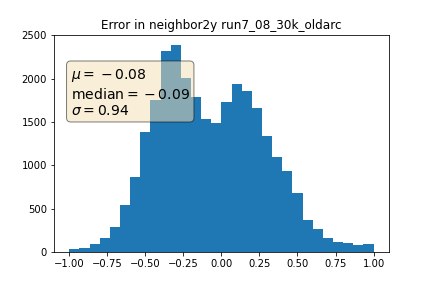 Error in neighbor2y run7_08_30k_oldarc
2500
2000
1500
1000
500
0
μ = −0.08
median = −0.09
σ = 0.94
−1.00 −0.75 −0.50 −0.25 0.00 0.25 0.50 0.75 1.00